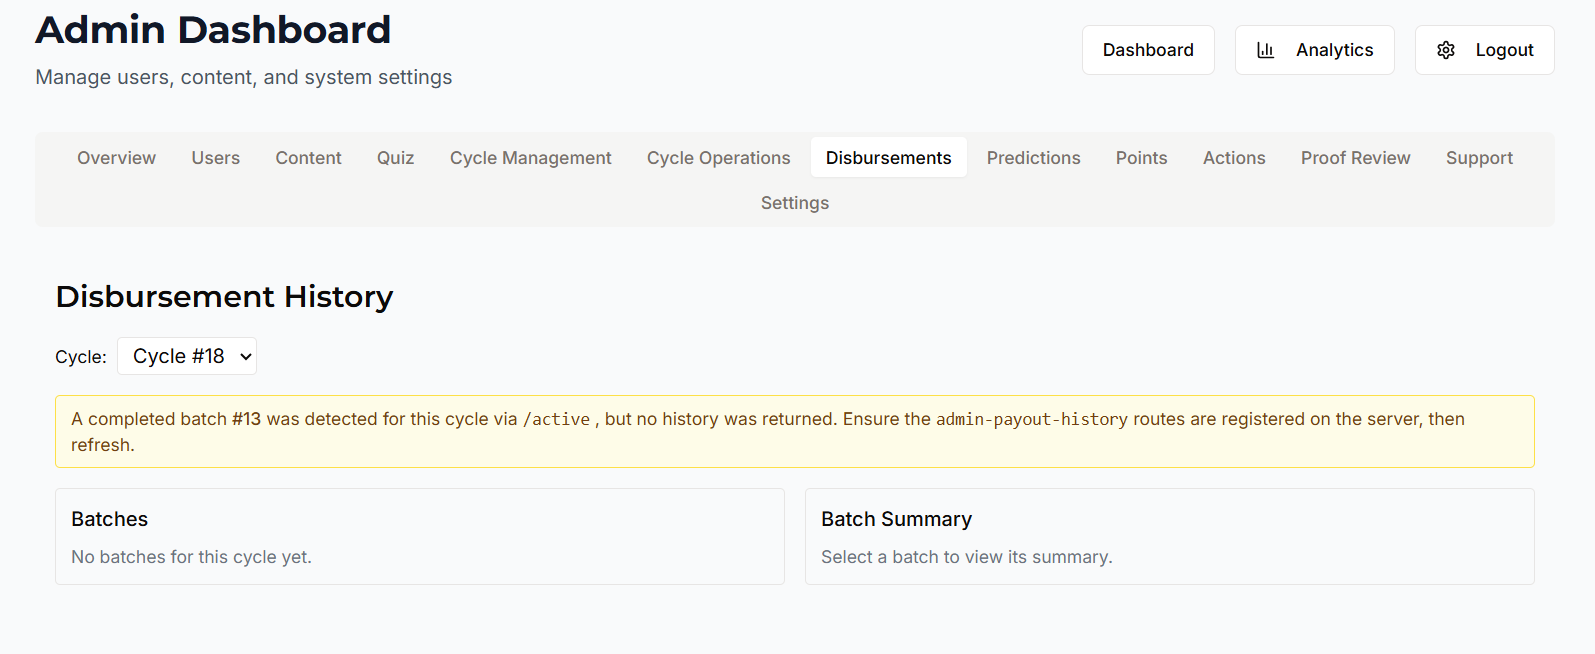 Admin Dashboard
Manage users, content, and system settings
Dashboard
Analytics
Logout
Overview
Users
Content
Quiz
Cycle Management
Cycle Operations
Disbursements
Predictions
Points
Actions
Proof Review
Support
Settings
Disbursement History
Cycle: Cycle #18
A completed batch #13 was detected for this cycle via /active , but no history was returned. Ensure the admin-payout-history routes are registered on the server, then
refresh.
Batches
No batches for this cycle yet.
Batch Summary
Select a batch to view its summary.